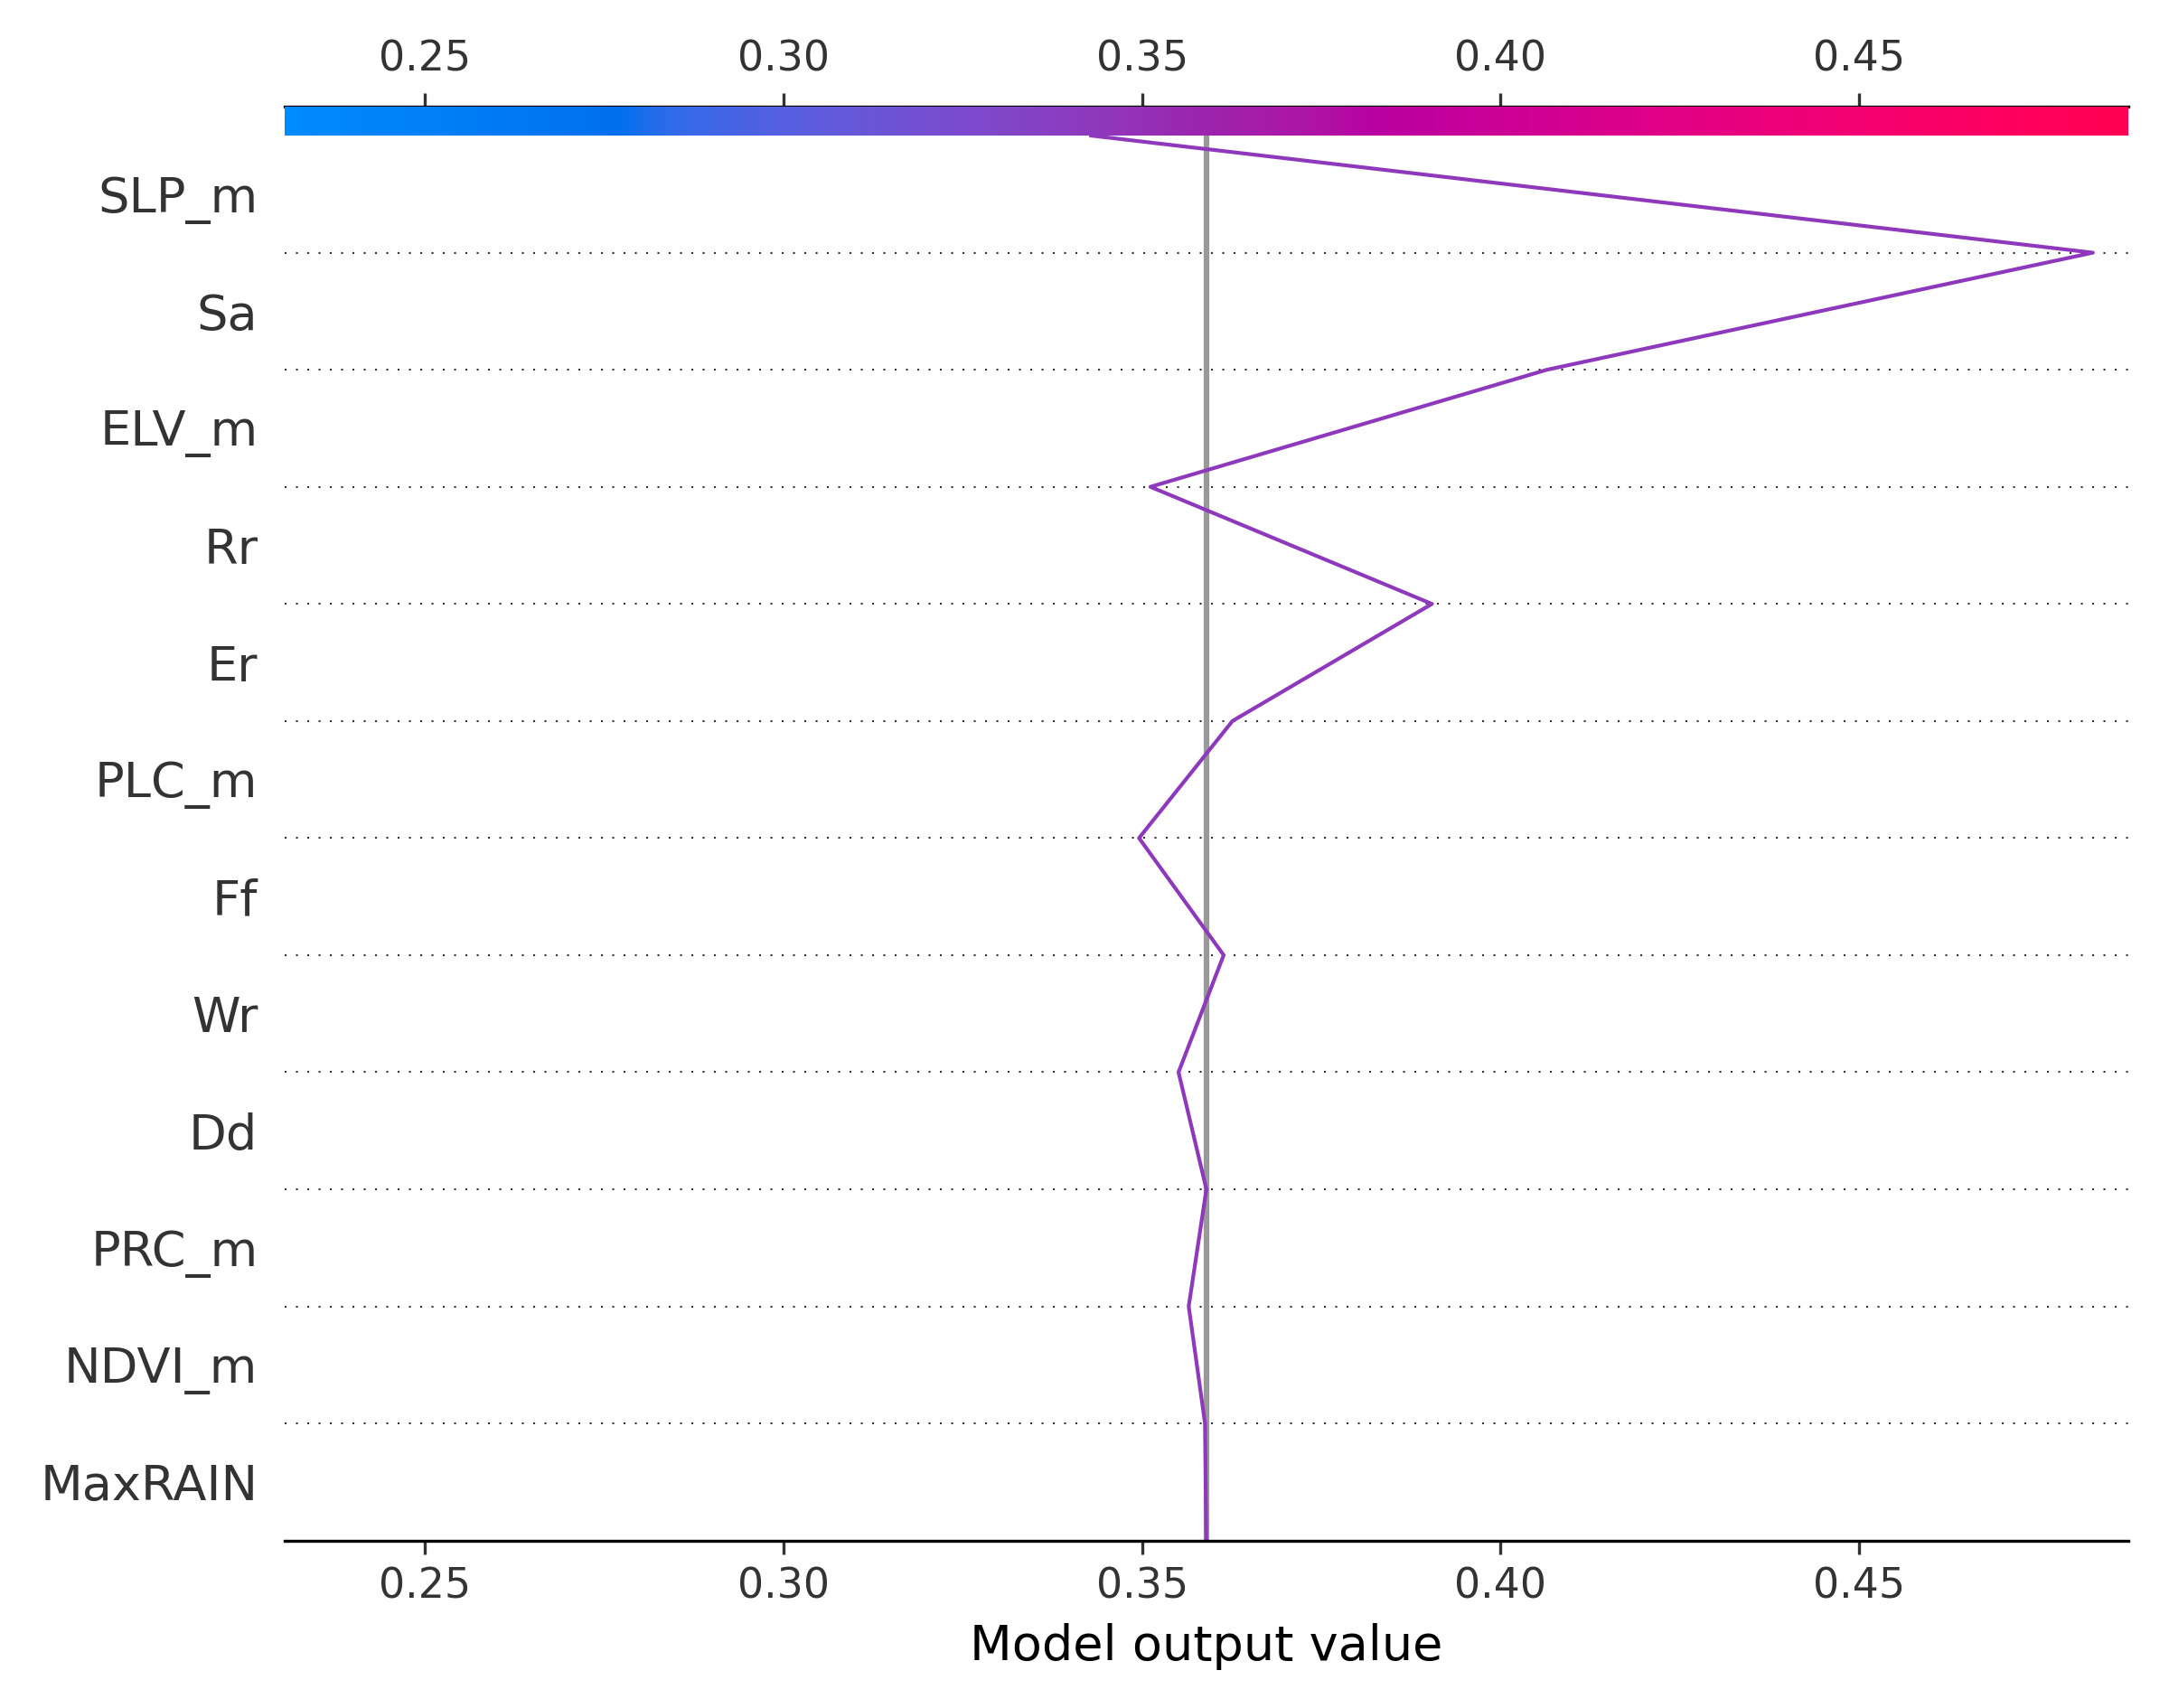 0.25 0.30 0.35 0.40 0.45
SLP_m
Sa
ELV_m
Rr
Er
PLC_m
Ff
Wr
Dd
PRC_m
NDVI_m
MaxRAIN
0.25 0.30 0.35 0.40 0.45
Model output value